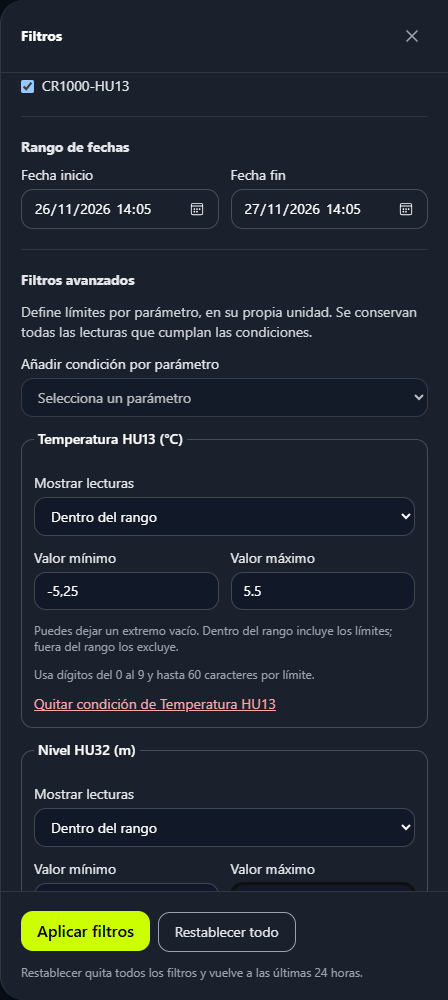 Filtros
CR1000-HU13
Rango de fechas
Fecha inicio
Fecha fin
26/11/2026 14:05
27/11/2026 14:05
Filtros avanzados
Define límites por parámetro, en su propia unidad. Se conservan
todas las lecturas que cumplan las condiciones.
Añadir condición por parámetro
Selecciona un parámetro
Temperatura HU13 (°C)
Mostrar lecturas
Dentro del rango
Valor mínimo
Valor máximo
-5,25
5.5
Puedes dejar un extremo vacío. Dentro del rango incluye los límites;
fuera del rango los excluye.
Usa dígitos del 0 al 9 y hasta 60 caracteres por límite.
Quitar condición de Temperatura HU13
Nivel HU32 (m)
Mostrar lecturas
Dentro del rango
Valor mínimo
Valor máximo
Aplicar filtros
Restablecer todo
Restablecer quita todos los filtros y vuelve a las últimas 24 horas.